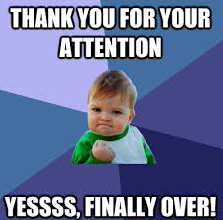 THANK YOU FOR YOUR
ATTENTION
YESSSS, FINALLY OVER!